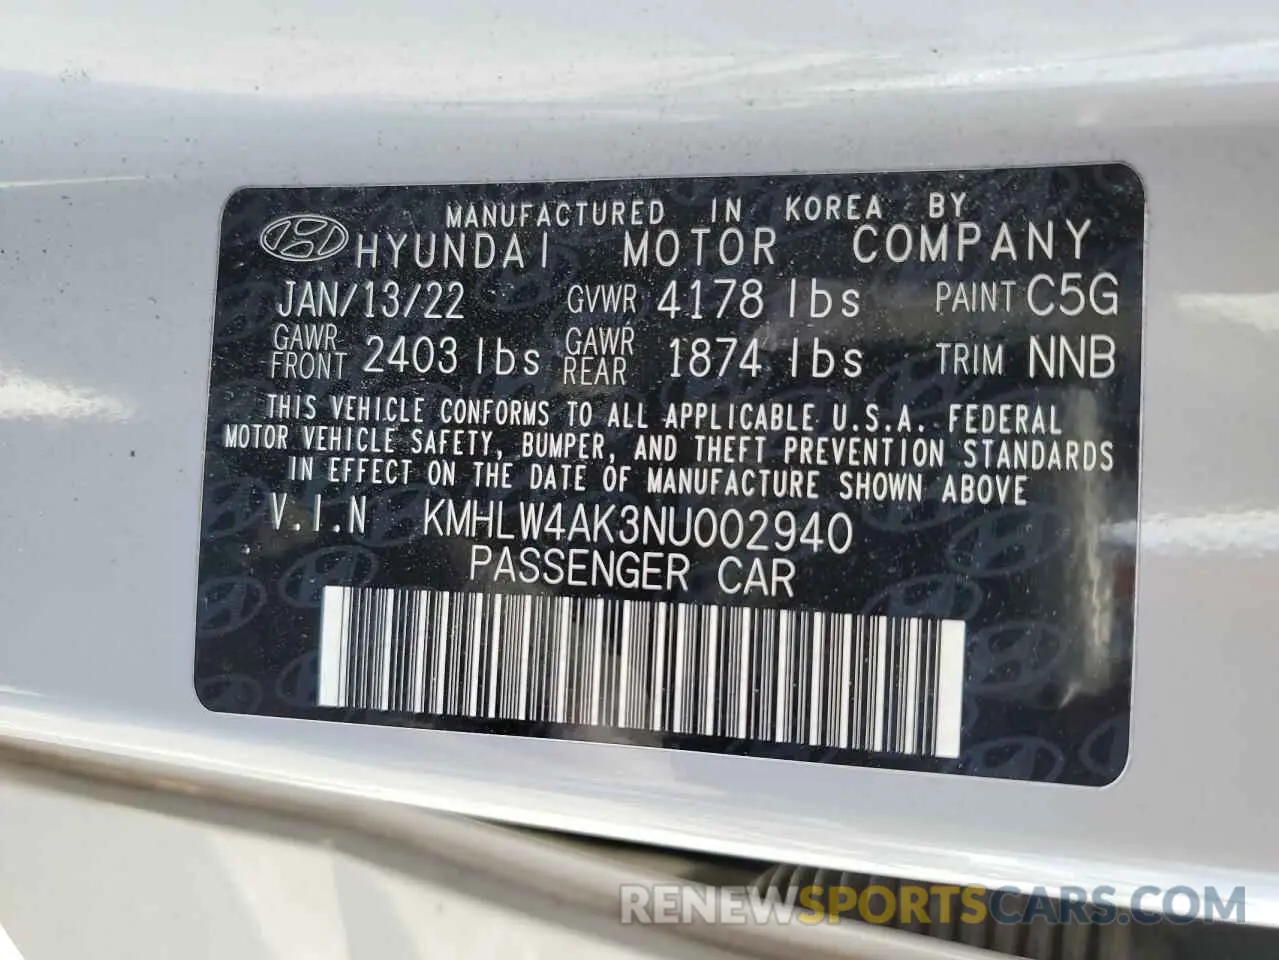 MANUFACTURED IN KOREA BY
HYUNDAI MOTOR COMPANY
JAN/13/22 GVWR 4178 lbs PAINT C5G
GAWR FRONT 2403 lbs GAWR REAR 1874 lbs TRIM NNB
THIS VEHICLE CONFORMS TO ALL APPLICABLE U.S.A. FEDERAL
MOTOR VEHICLE SAFETY, BUMPER, AND THEFT PREVENTION STANDARDS
IN EFFECT ON THE DATE OF MANUFACTURE SHOWN ABOVE
V.I.N KMHLW4AK3NU002940
PASSENGER CAR
RENEWSPORTSCARS.COM